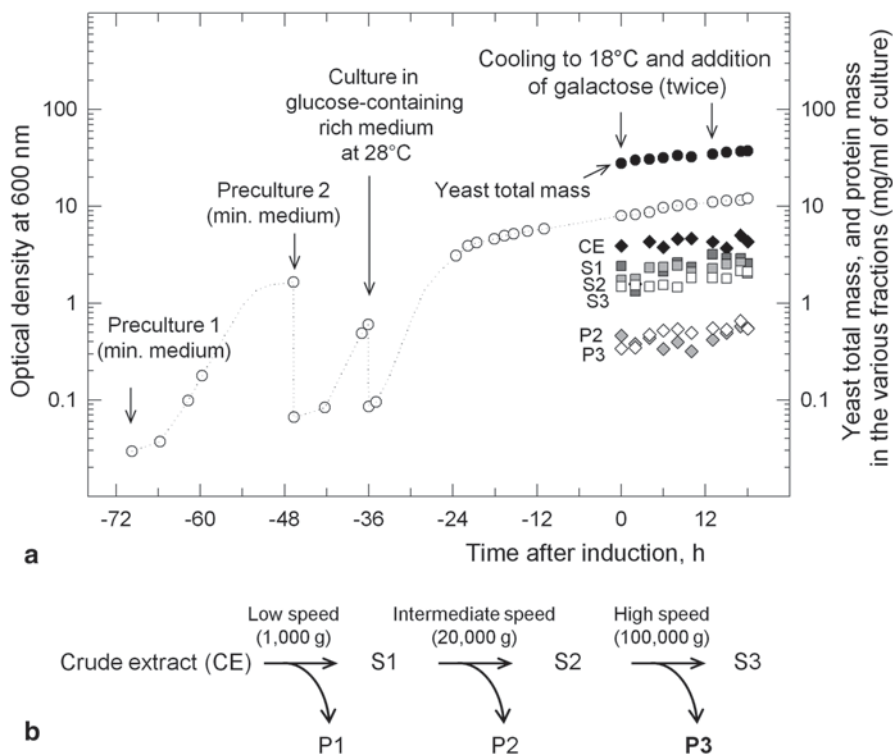 Cooling to 18°C and addition
of galactose (twice)
Culture in
glucose-containing
rich medium
at 28°C
Preculture 2
(min. medium)
Preculture 1
(min. medium)
Yeast total mass
CE
S1
S2
S3
P2
P3
Optical density at 600 nm
100
10
1
0.1
100
10
1
0.1
Yeast total mass, and protein mass
in the various fractions (mg/ml of culture)
-72 -60 -48 -36 -24 -12 0 12
Time after induction, h
a
Low speed
(1,000 g)
Intermediate speed
(20,000 g)
High speed
(100,000 g)
Crude extract (CE) S1 S2 S3
P1 P2 P3
b